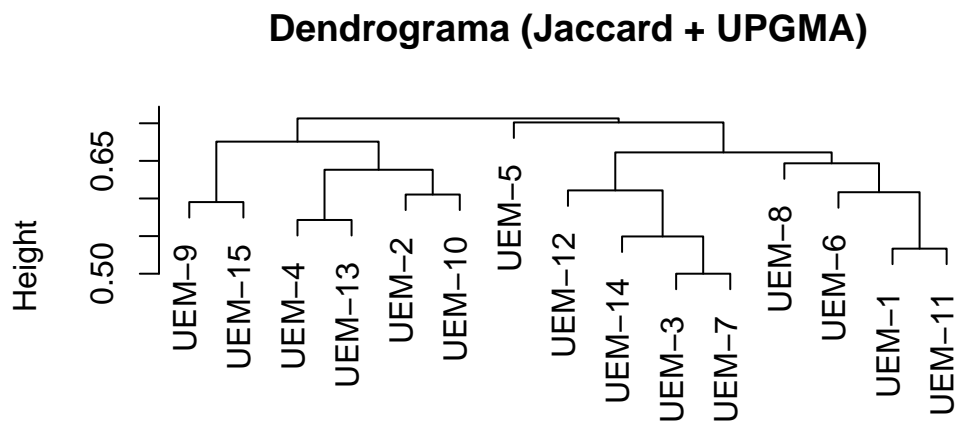 Dendrograma (Jaccard + UPGMA)
Height
0.65
0.50
UEM−9
UEM−15
UEM−4
UEM−13
UEM−2
UEM−10
UEM−5
UEM−12
UEM−14
UEM−3
UEM−7
UEM−8
UEM−6
UEM−1
UEM−11